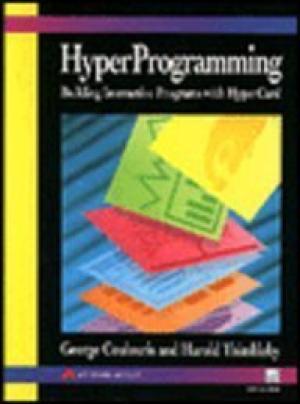 HyperProgramming
Building Interactive Programs with HyperCard
George Coulouris and Harold Thimbleby